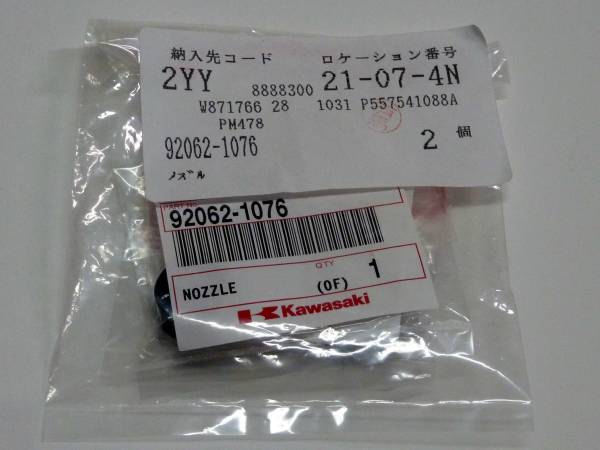 納入先コード ロケーション番号
2YY 8888300 21-07-4N
W871766 28 1031 P557541088A
PM478
92062-1076 2 個
ノズル
PART NO.
92062-1076
QTY
NOZZLE (OF) 1
Kawasaki